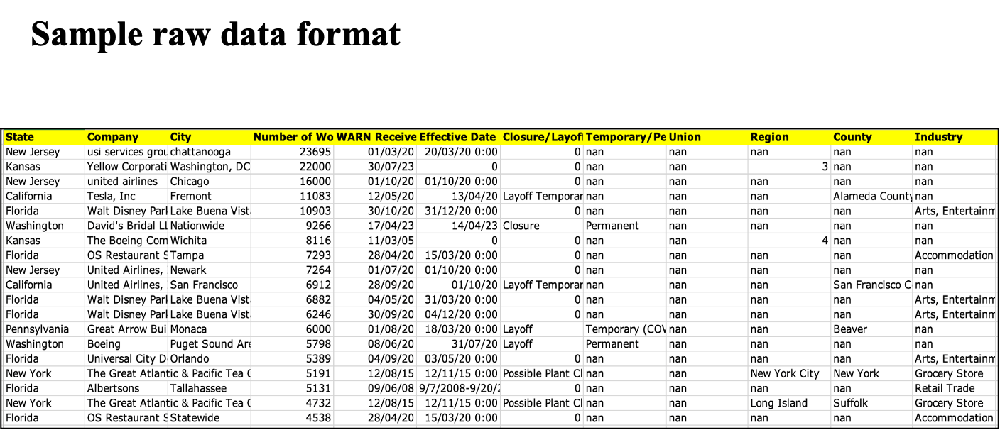 Sample raw data format
State Company City Number of Wo WARN Receive Effective Date Closure/Layof Temporary/Pe Union Region County Industry
New Jersey usi services grou chattanooga 23695 01/03/20 20/03/20 0:00 0 nan nan nan nan nan
Kansas Yellow Corporati Washington, DC 22000 30/07/23 0 0 nan nan 3 nan nan
New Jersey united airlines Chicago 16000 01/10/20 01/10/20 0:00 0 nan nan nan nan nan
California Tesla, Inc Fremont 11083 12/05/20 13/04/20 Layoff Temporar nan nan nan Alameda County nan
Florida Walt Disney Parl Lake Buena Vist 10903 30/10/20 31/12/20 0:00 0 nan nan nan nan Arts, Entertainm
Washington David's Bridal LL Nationwide 9266 17/04/23 14/04/23 Closure Permanent nan nan nan nan
Kansas The Boeing Com Wichita 8116 11/03/05 0 0 nan nan 4 nan nan
Florida OS Restaurant S Tampa 7293 28/04/20 15/03/20 0:00 0 nan nan nan nan Accommodation
New Jersey United Airlines, Newark 7264 01/07/20 01/10/20 0:00 0 nan nan nan nan nan
California United Airlines, San Francisco 6912 28/09/20 01/10/20 Layoff Temporar nan nan nan San Francisco C nan
Florida Walt Disney Parl Lake Buena Vist 6882 04/05/20 31/03/20 0:00 0 nan nan nan nan Arts, Entertainm
Florida Walt Disney Parl Lake Buena Vist 6246 30/09/20 04/12/20 0:00 0 nan nan nan nan Arts, Entertainm
Pennsylvania Great Arrow Bui Monaca 6000 01/08/20 18/03/20 0:00 Layoff Temporary (COV nan nan Beaver nan
Washington Boeing Puget Sound Are 5798 08/06/20 31/07/20 Layoff Permanent nan nan nan nan
Florida Universal City D Orlando 5389 04/09/20 03/05/20 0:00 0 nan nan nan nan Arts, Entertainm
New York The Great Atlantic & Pacific Tea C 5191 12/08/15 12/11/15 0:00 Possible Plant Cl nan nan New York City New York Grocery Store
Florida Albertsons Tallahassee 5131 09/06/08 9/7/2008-9/20/2 0 nan nan nan nan Retail Trade
New York The Great Atlantic & Pacific Tea C 4732 12/08/15 12/11/15 0:00 Possible Plant Cl nan nan Long Island Suffolk Grocery Store
Florida OS Restaurant S Statewide 4538 28/04/20 15/03/20 0:00 0 nan nan nan nan Accommodation